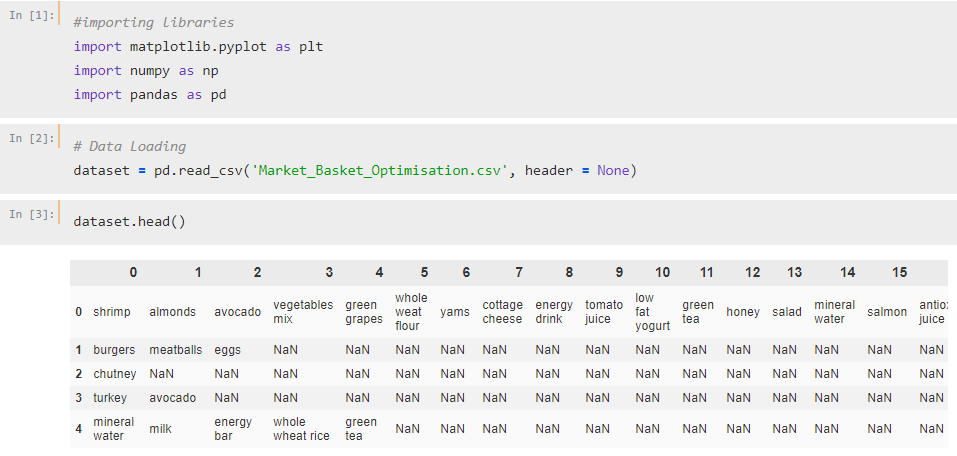 In [1]:
#importing libraries
import matplotlib.pyplot as plt
import numpy as np
import pandas as pd
In [2]:
# Data Loading
dataset = pd.read_csv('Market_Basket_Optimisation.csv', header = None)
In [3]:
dataset.head()
0 1 2 3 4 5 6 7 8 9 10 11 12 13 14 15
0 shrimp almonds avocado vegetables mix green grapes whole weat flour yams cottage cheese energy drink tomato juice low fat yogurt green tea honey salad mineral water salmon juice
1 burgers meatballs eggs NaN NaN NaN NaN NaN NaN NaN NaN NaN NaN NaN NaN NaN NaN
2 chutney NaN NaN NaN NaN NaN NaN NaN NaN NaN NaN NaN NaN NaN NaN NaN NaN
3 turkey avocado NaN NaN NaN NaN NaN NaN NaN NaN NaN NaN NaN NaN NaN NaN NaN
4 mineral water milk energy bar whole wheat rice green tea NaN NaN NaN NaN NaN NaN NaN NaN NaN NaN NaN NaN